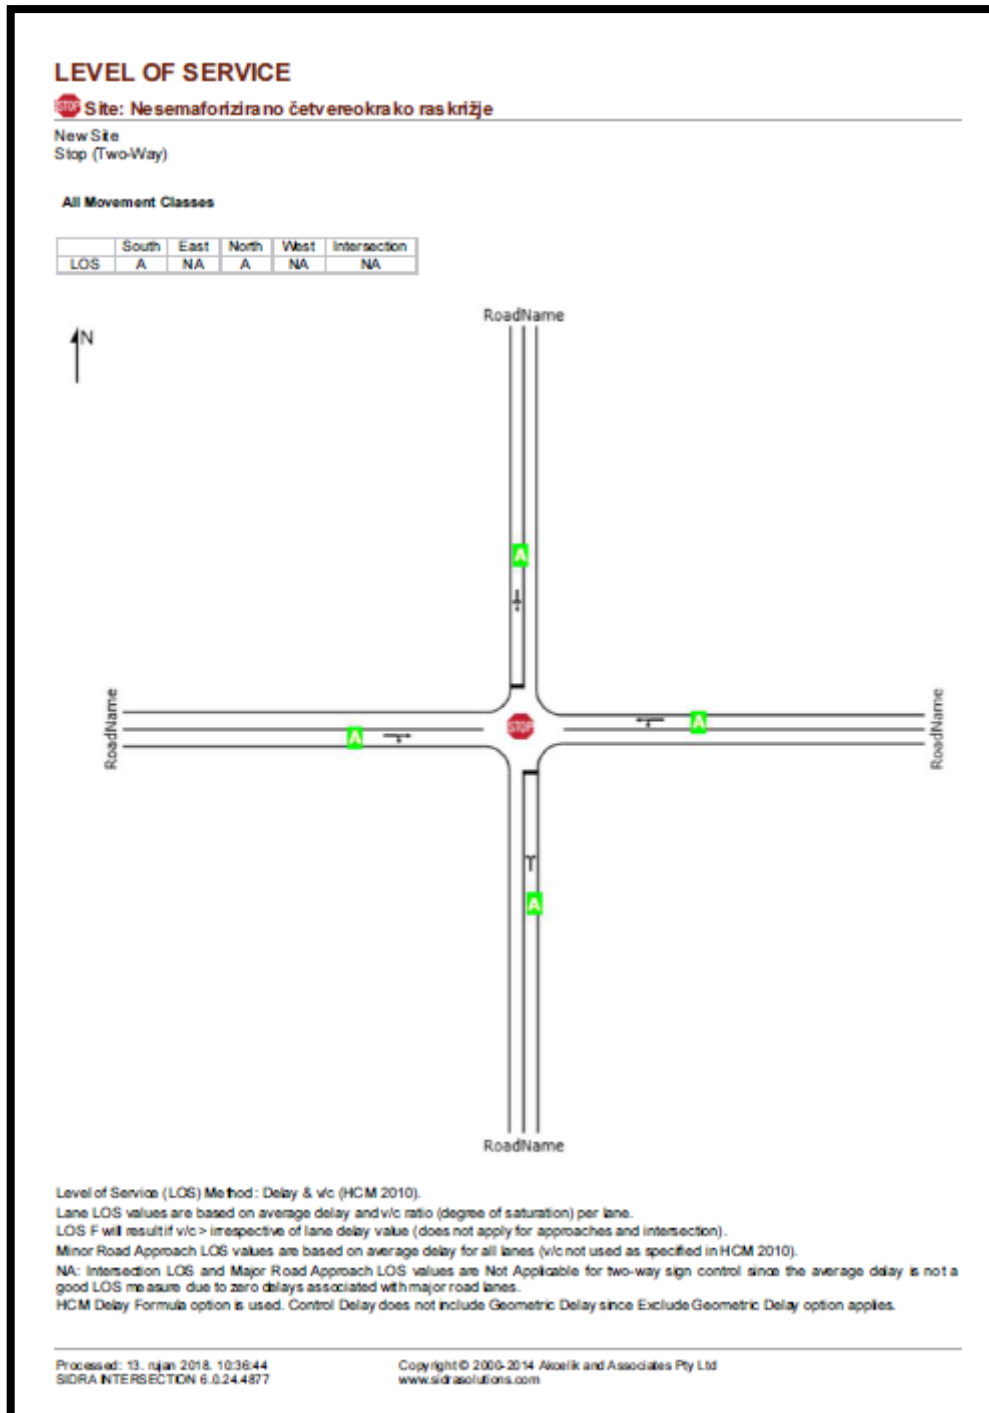 LEVEL OF SERVICE
STOP Site: Nesemaforizirano četvereokrako raskrižje
New Site
Stop (Two-Way)
All Movement Classes
South East North West Intersection
LOS A NA A NA NA
RoadName
N
A
RoadName
A
STOP
A
RoadName
A
RoadName
Level of Service (LOS) Method: Delay & v/c (HCM 2010).
Lane LOS values are based on average delay and v/c ratio (degree of saturation) per lane.
LOS F will result if v/c > irrespective of lane delay value (does not apply for approaches and intersection).
Minor Road Approach LOS values are based on average delay for all lanes (v/c not used as specified in HCM 2010).
NA: Intersection LOS and Major Road Approach LOS values are Not Applicable for two-way sign control since the average delay is not a
good LOS measure due to zero delays associated with major road lanes.
HCM Delay Formula option is used. Control Delay does not include Geometric Delay since Exclude Geometric Delay option applies.
Processed: 13. rujan 2018. 10:36:44
Copyright © 2000-2014 Akcelik and Associates Pty Ltd
SIDRA INTERSECTION 6.0.24.4877
www.sidrasolutions.com